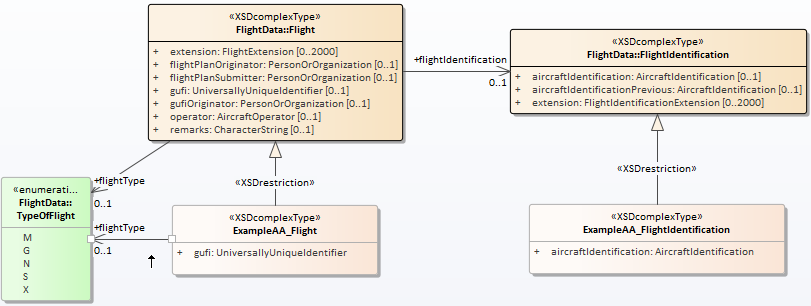 «XSDcomplexType»
FlightData::Flight
+ extension: FlightExtension [0..2000]
+ flightPlanOriginator: PersonOrOrganization [0..1]
+ flightPlanSubmitter: PersonOrOrganization [0..1]
+ gufi: UniversallyUniqueIdentifier [0..1]
+ gufiOriginator: PersonOrOrganization [0..1]
+ operator: AircraftOperator [0..1]
+ remarks: CharacterString [0..1]
+flightIdentification
0..1
«XSDcomplexType»
FlightData::FlightIdentification
+ aircraftIdentification: AircraftIdentification [0..1]
+ aircraftIdentificationPrevious: AircraftIdentification [0..1]
+ extension: FlightIdentificationExtension [0..2000]
+flightType
0..1
«XSDrestriction»
«XSDrestriction»
«enumerati...
FlightData::
TypeOfFlight
M
G
N
S
X
+flightType
0..1
«XSDcomplexType»
ExampleAA_Flight
+ gufi: UniversallyUniqueIdentifier
«XSDcomplexType»
ExampleAA_FlightIdentification
+ aircraftIdentification: AircraftIdentification